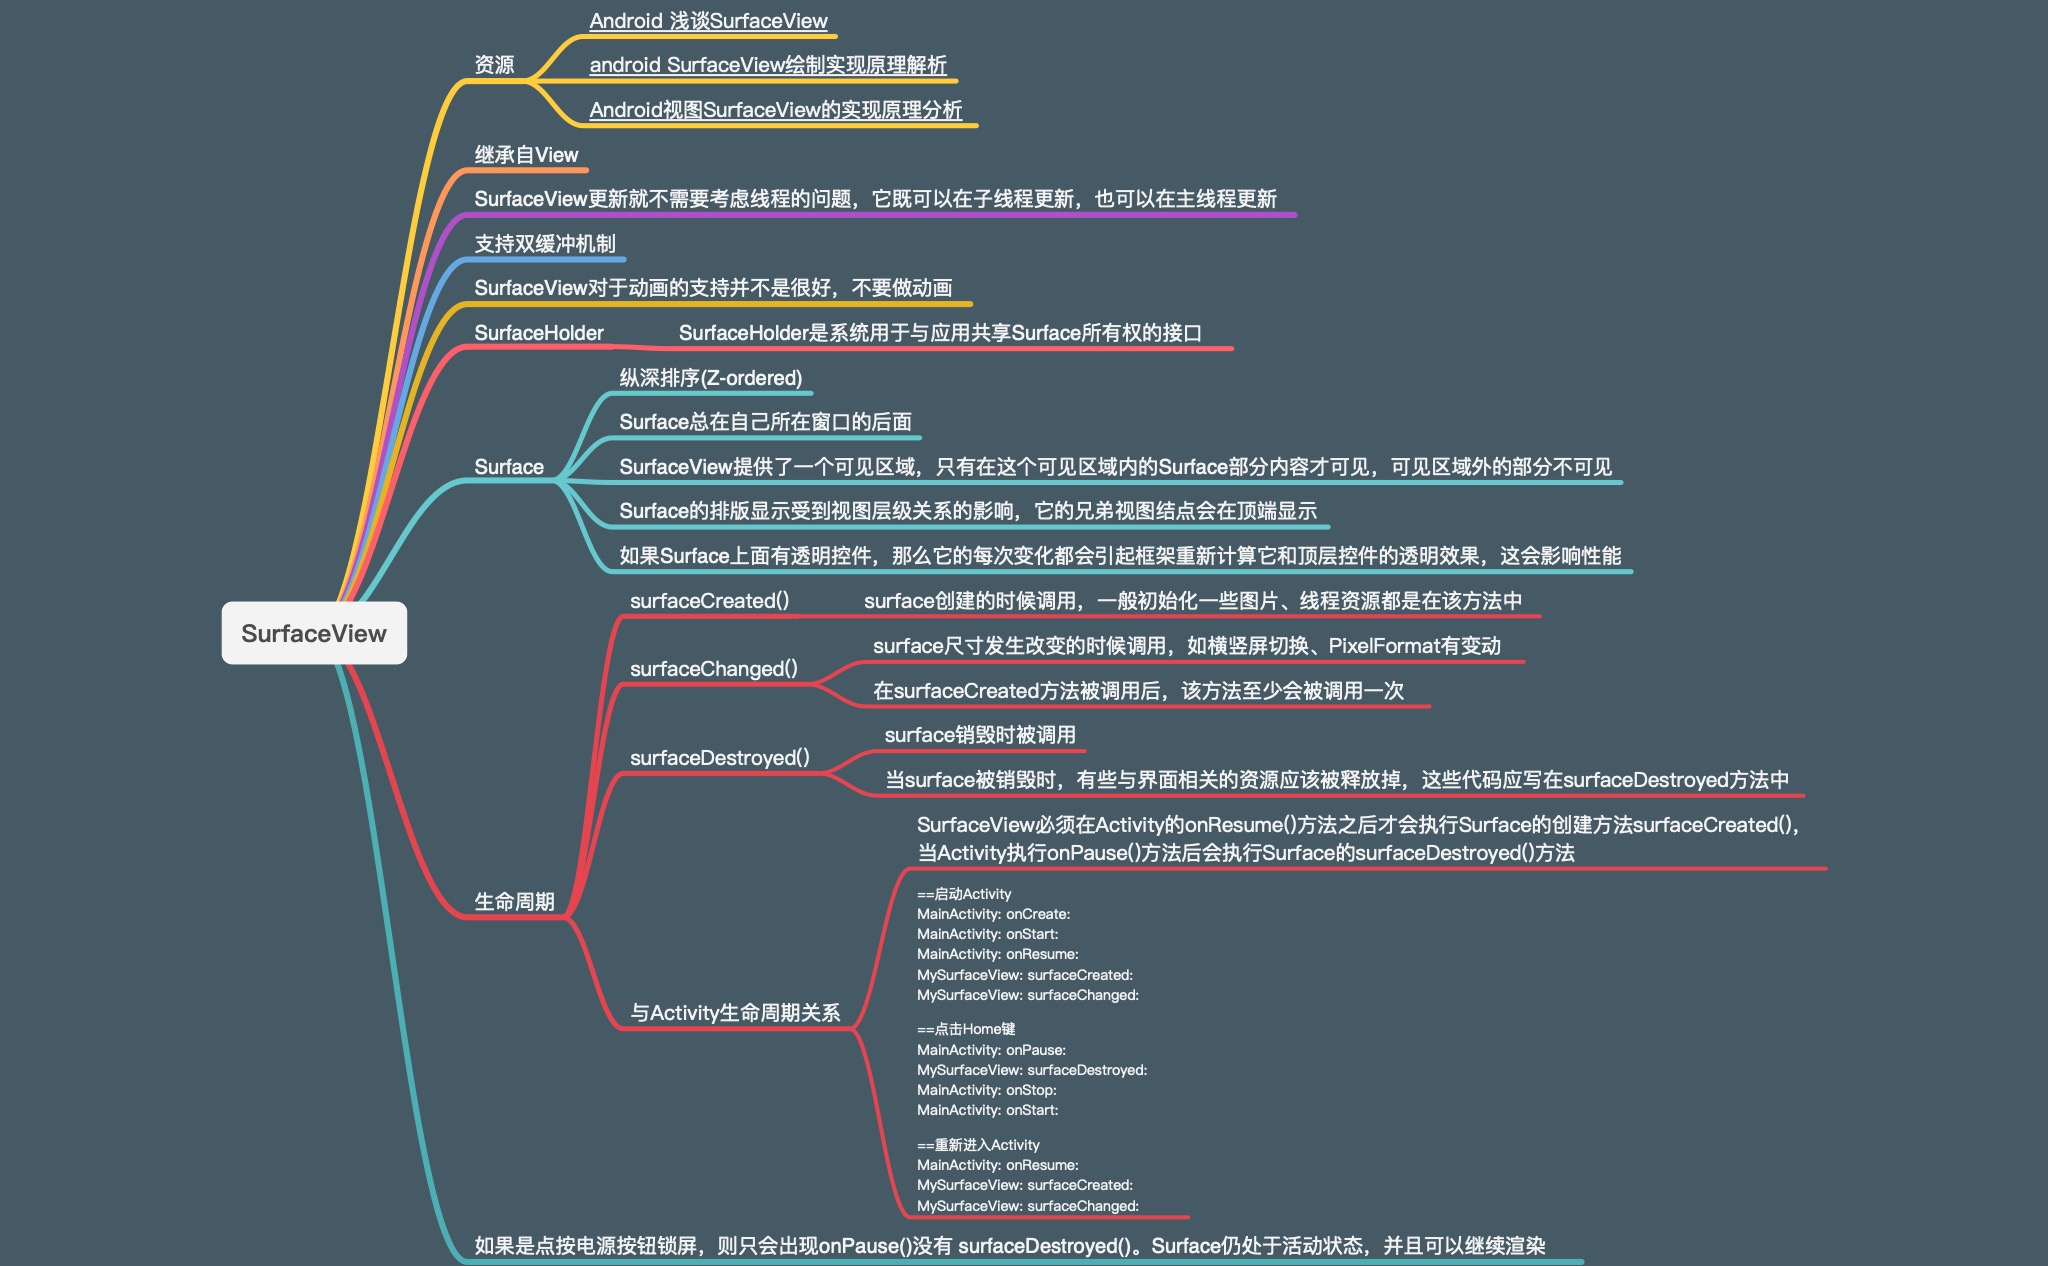 Android 浅谈SurfaceView
资源
android SurfaceView绘制实现原理解析
Android视图SurfaceView的实现原理分析
继承自View
SurfaceView更新就不需要考虑线程的问题，它既可以在子线程更新，也可以在主线程更新
支持双缓冲机制
SurfaceView对于动画的支持并不是很好，不要做动画
SurfaceHolder
SurfaceHolder是系统用于与应用共享Surface所有权的接口
纵深排序(Z-ordered)
Surface总在自己所在窗口的后面
Surface
SurfaceView提供了一个可见区域，只有在这个可见区域内的Surface部分内容才可见，可见区域外的部分不可见
Surface的排版显示受到视图层级关系的影响，它的兄弟视图结点会在顶端显示
如果Surface上面有透明控件，那么它的每次变化都会引起框架重新计算它和顶层控件的透明效果，这会影响性能
SurfaceView
surfaceCreated()
surface创建的时候调用，一般初始化一些图片、线程资源都是在该方法中
surfaceChanged()
surface尺寸发生改变的时候调用，如横竖屏切换、PixelFormat有变动
在surfaceCreated方法被调用后，该方法至少会被调用一次
surfaceDestroyed()
surface销毁时被调用
当surface被销毁时，有些与界面相关的资源应该被释放掉，这些代码应写在surfaceDestroyed方法中
生命周期
与Activity生命周期关系
SurfaceView必须在Activity的onResume()方法之后才会执行Surface的创建方法surfaceCreated()，
当Activity执行onPause()方法后会执行Surface的surfaceDestroyed()方法
==启动Activity
MainActivity: onCreate:
MainActivity: onStart:
MainActivity: onResume:
MySurfaceView: surfaceCreated:
MySurfaceView: surfaceChanged:
==点击Home键
MainActivity: onPause:
MySurfaceView: surfaceDestroyed:
MainActivity: onStop:
MainActivity: onStart:
==重新进入Activity
MainActivity: onResume:
MySurfaceView: surfaceCreated:
MySurfaceView: surfaceChanged:
如果是点按电源按钮锁屏，则只会出现onPause()没有 surfaceDestroyed()。Surface仍处于活动状态，并且可以继续渲染